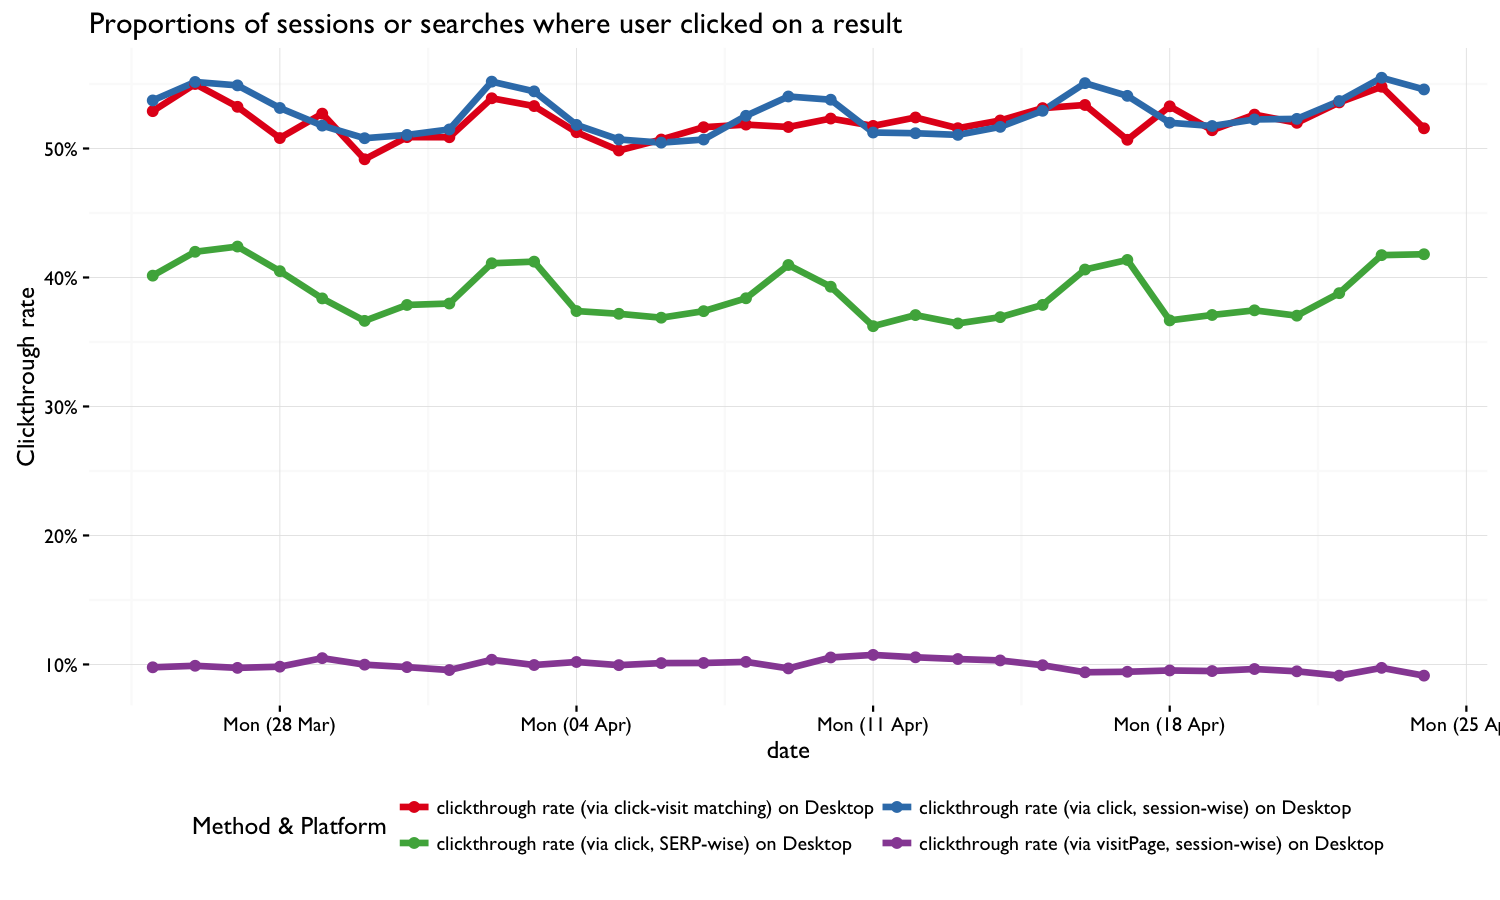 Proportions of sessions or searches where user clicked on a result
Clickthrough rate
50%
40%
30%
20%
10%
Mon (28 Mar) Mon (04 Apr) Mon (11 Apr) Mon (18 Apr) Mon (25 Ap
date
Method & Platform
clickthrough rate (via click-visit matching) on Desktop clickthrough rate (via click, session-wise) on Desktop
clickthrough rate (via click, SERP-wise) on Desktop clickthrough rate (via visitPage, session-wise) on Desktop